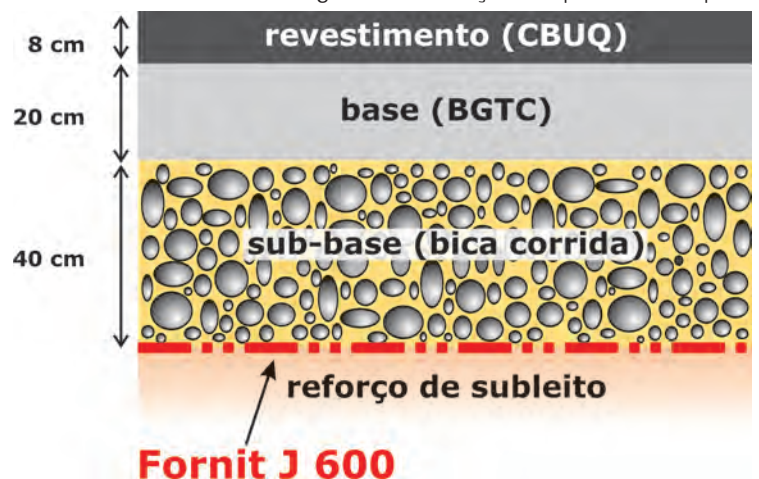 8 cm
revestimento (CBUQ)
20 cm
base (BGTC)
40 cm
sub-base (bica corrida)
reforço de subleito
Fornit J 600